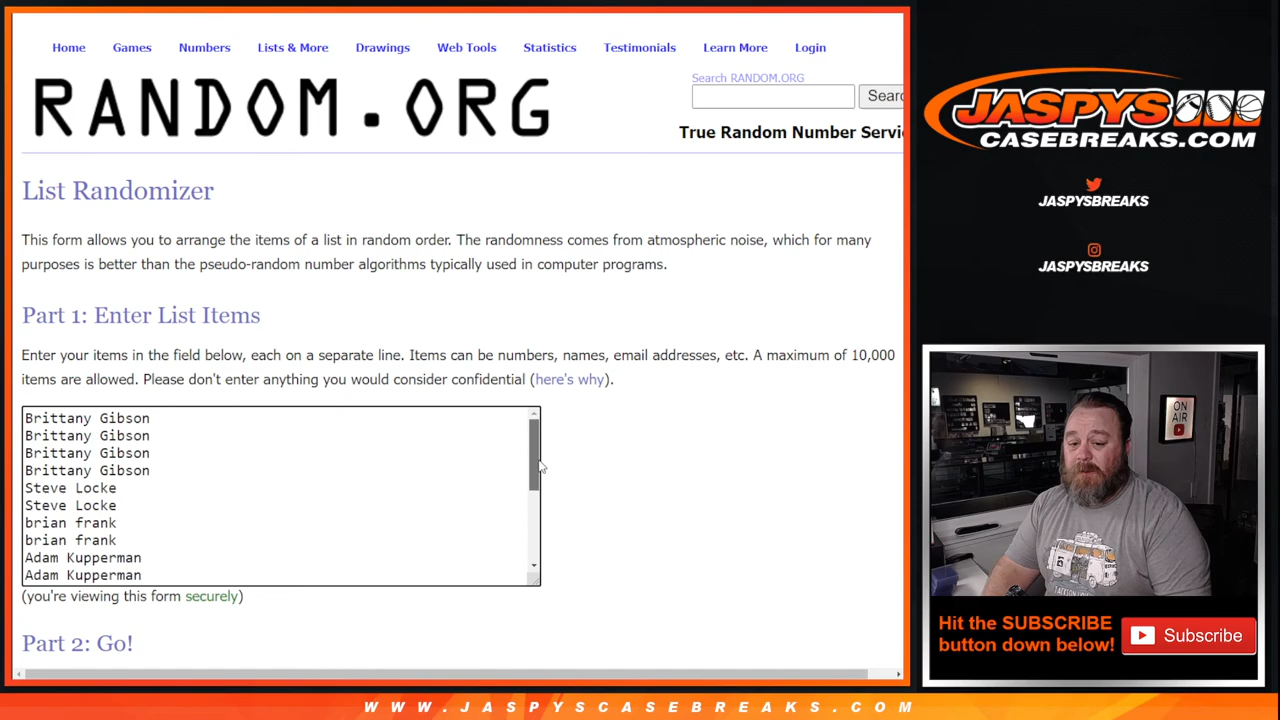 Home Games Numbers Lists & More Drawings Web Tools Statistics Testimonials Learn More Login
RANDOM.ORG
Search RANDOM.ORG
Searc
True Random Number Servi
List Randomizer
This form allows you to arrange the items of a list in random order. The randomness comes from atmospheric noise, which for many
purposes is better than the pseudo-random number algorithms typically used in computer programs.
Part 1: Enter List Items
Enter your items in the field below, each on a separate line. Items can be numbers, names, email addresses, etc. A maximum of 10,000
items are allowed. Please don't enter anything you would consider confidential (here's why).
Brittany Gibson
Brittany Gibson
Brittany Gibson
Brittany Gibson
Steve Locke
Steve Locke
brian frank
brian frank
Adam Kupperman
Adam Kupperman
(you're viewing this form securely)
Part 2: Go!
JASPYS
CASEBREAKS.COM
JASPYSBREAKS
JASPYSBREAKS
ON
AIR
Hit the SUBSCRIBE
button down below!
Subscribe
WWW.JASPYSCASEBREAKS.COM